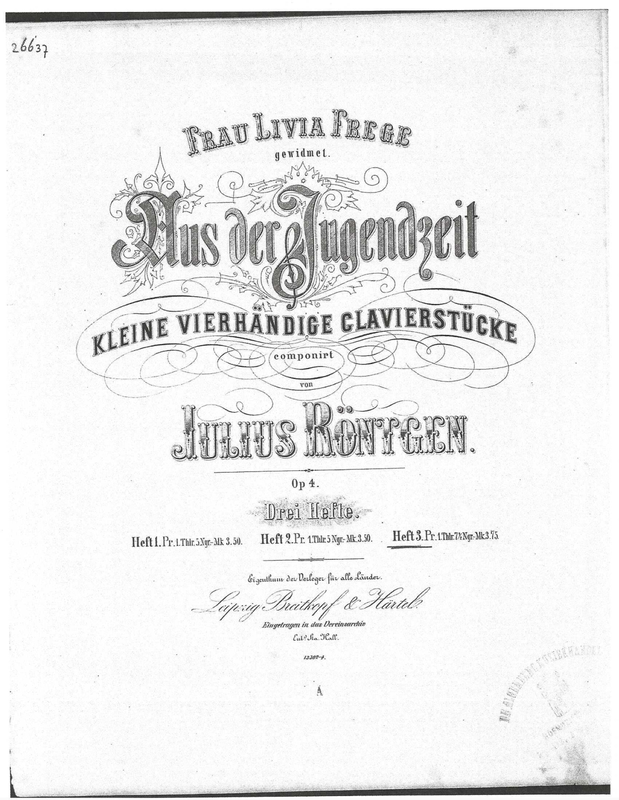 26637
FRAU LIVIA FREGE
gewidmet.
Aus der Jugendzeit
KLEINE VIERHÄNDIGE CLAVIERSTÜCKE
componirt
von
JULIUS RÖNTGEN.
Op 4.
Drei Hefte.
Heft 1. Pr. 1. Thlr. 5 Ngr.- Mk 3. 50. Heft 2. Pr. 1. Thlr. 5 Ngr.- Mk. 3. 50. Heft 3. Pr. 1. Thlr. 7½ Ngr.- Mk. 3. 75.
Eigenthum der Verleger für alle Länder.
Leipzig Breitkopf & Härtel
Eingetragen in das Vereinsarchiv
Ent.ᵈ Sta. Hall.
A